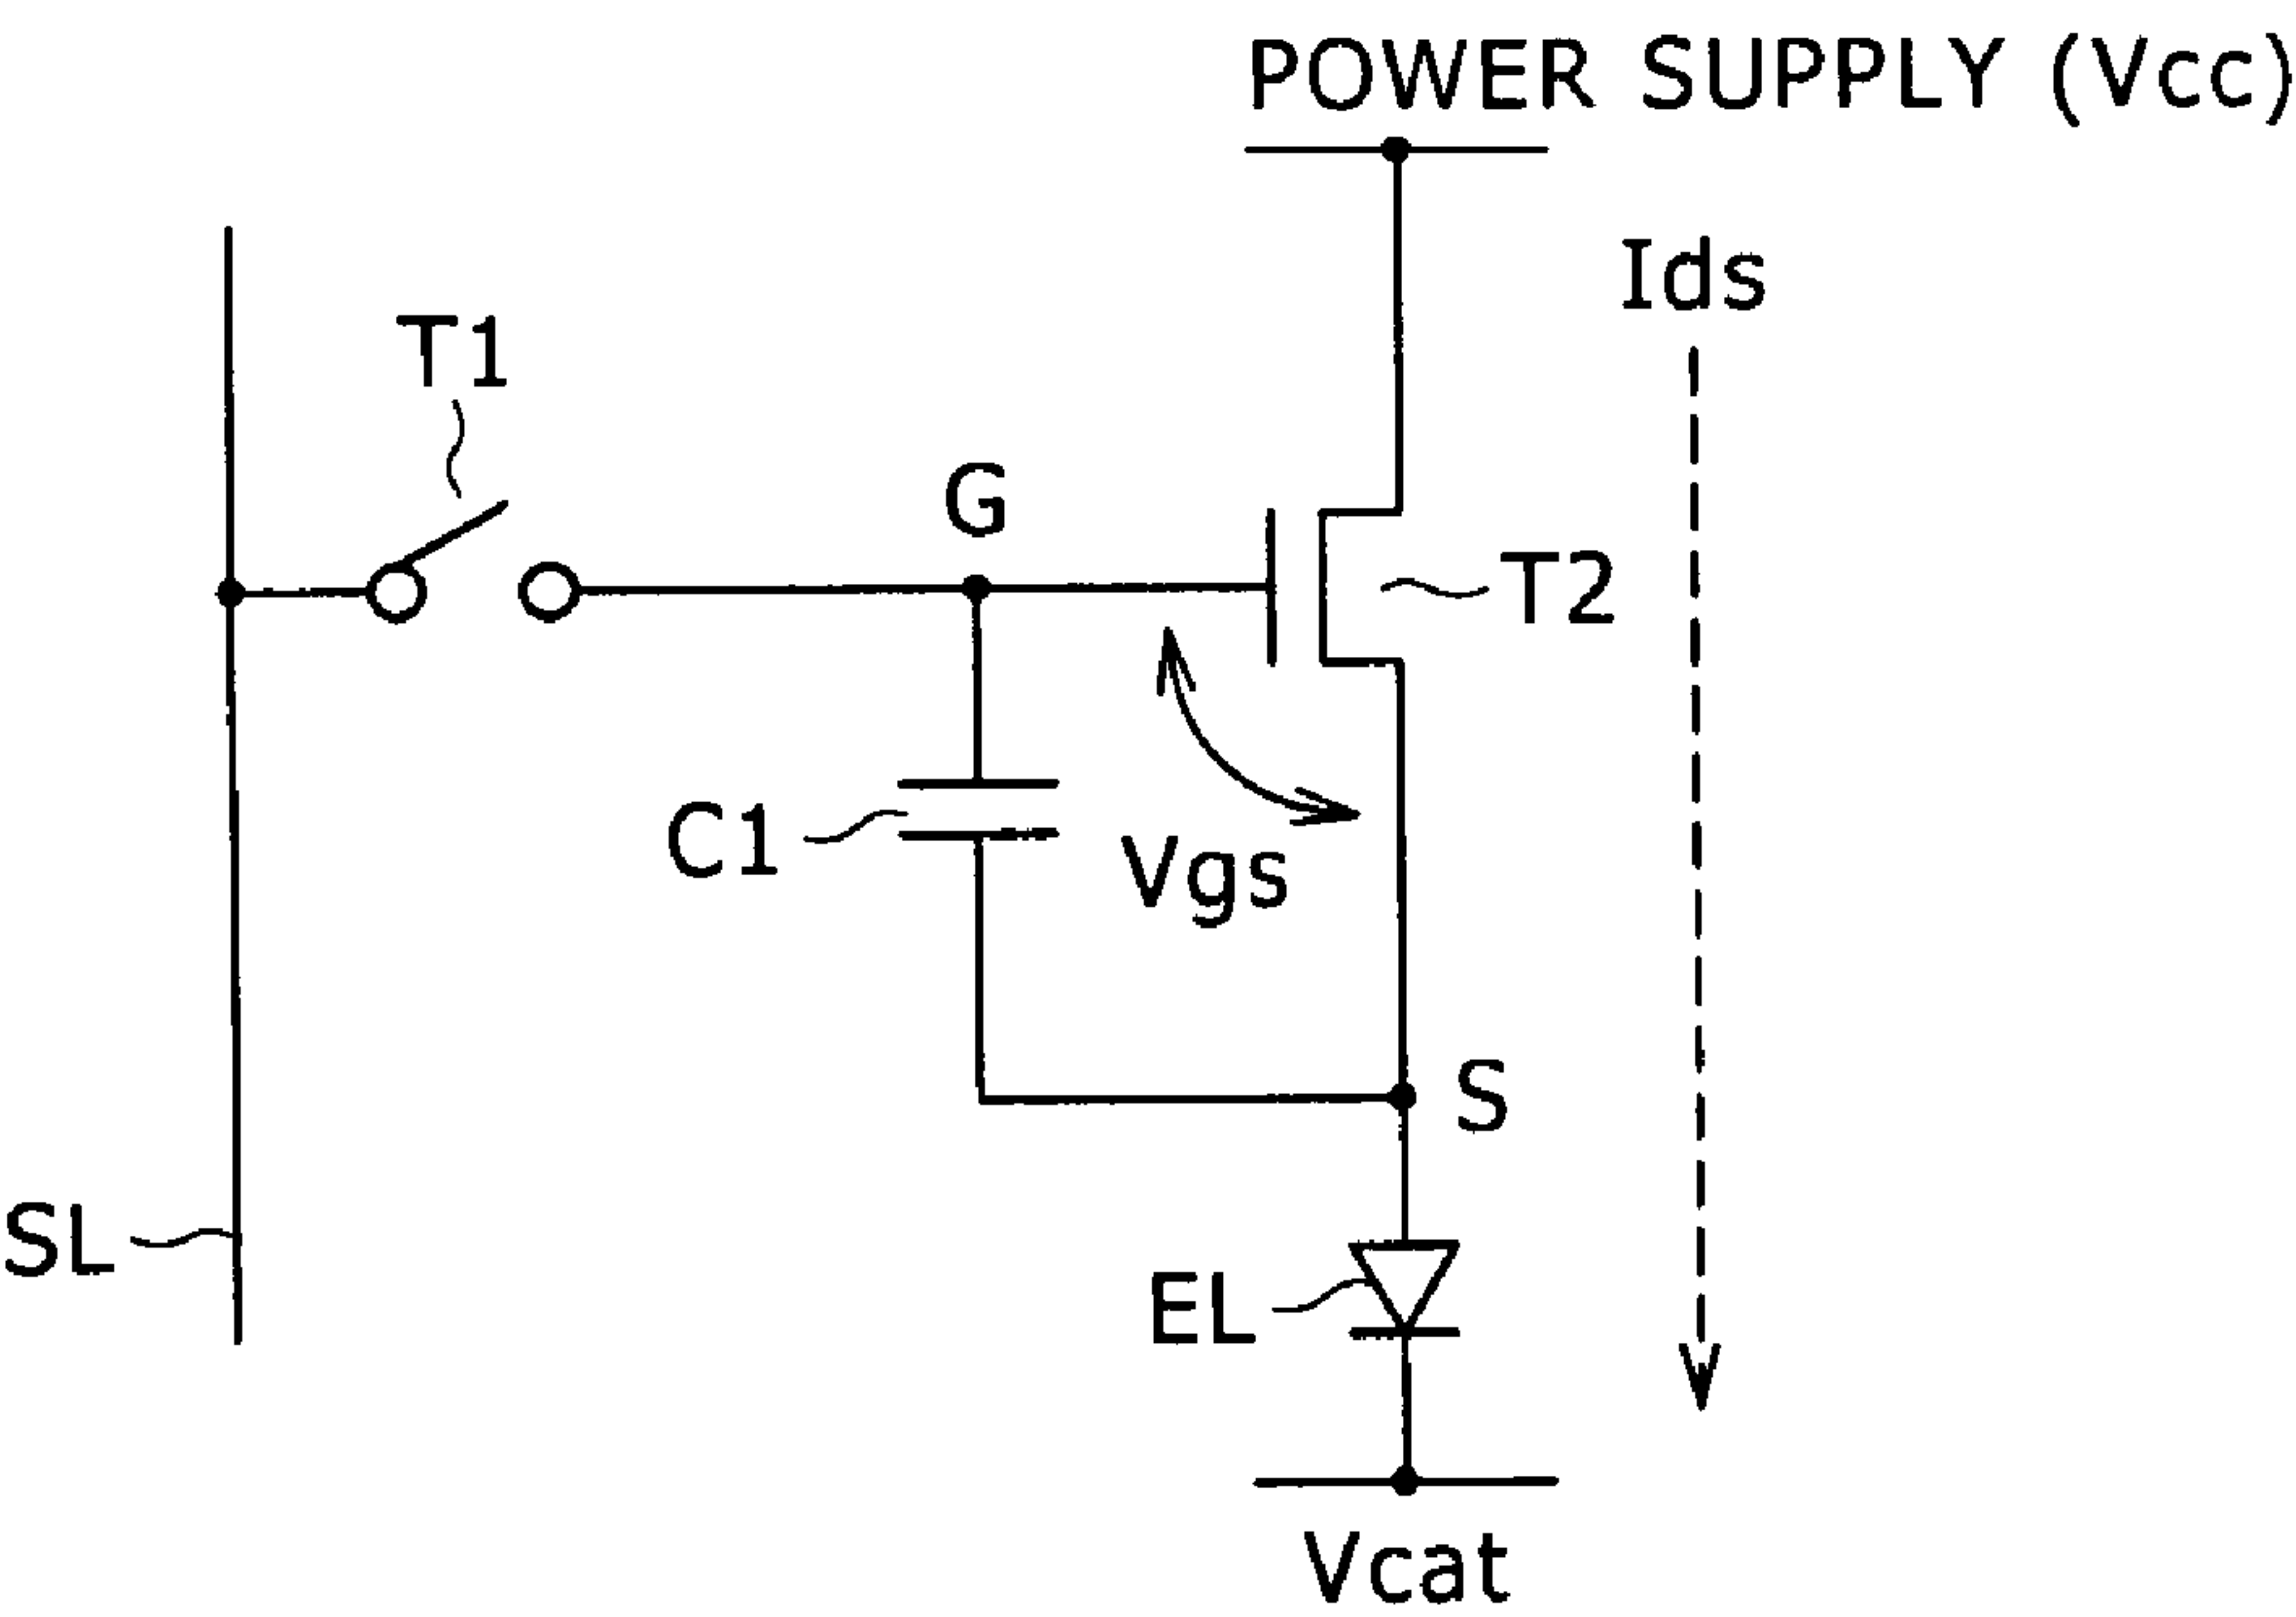 POWER SUPPLY (Vcc)
Ids
T1
G
T2
C1
Vgs
S
SL
EL
Vcat